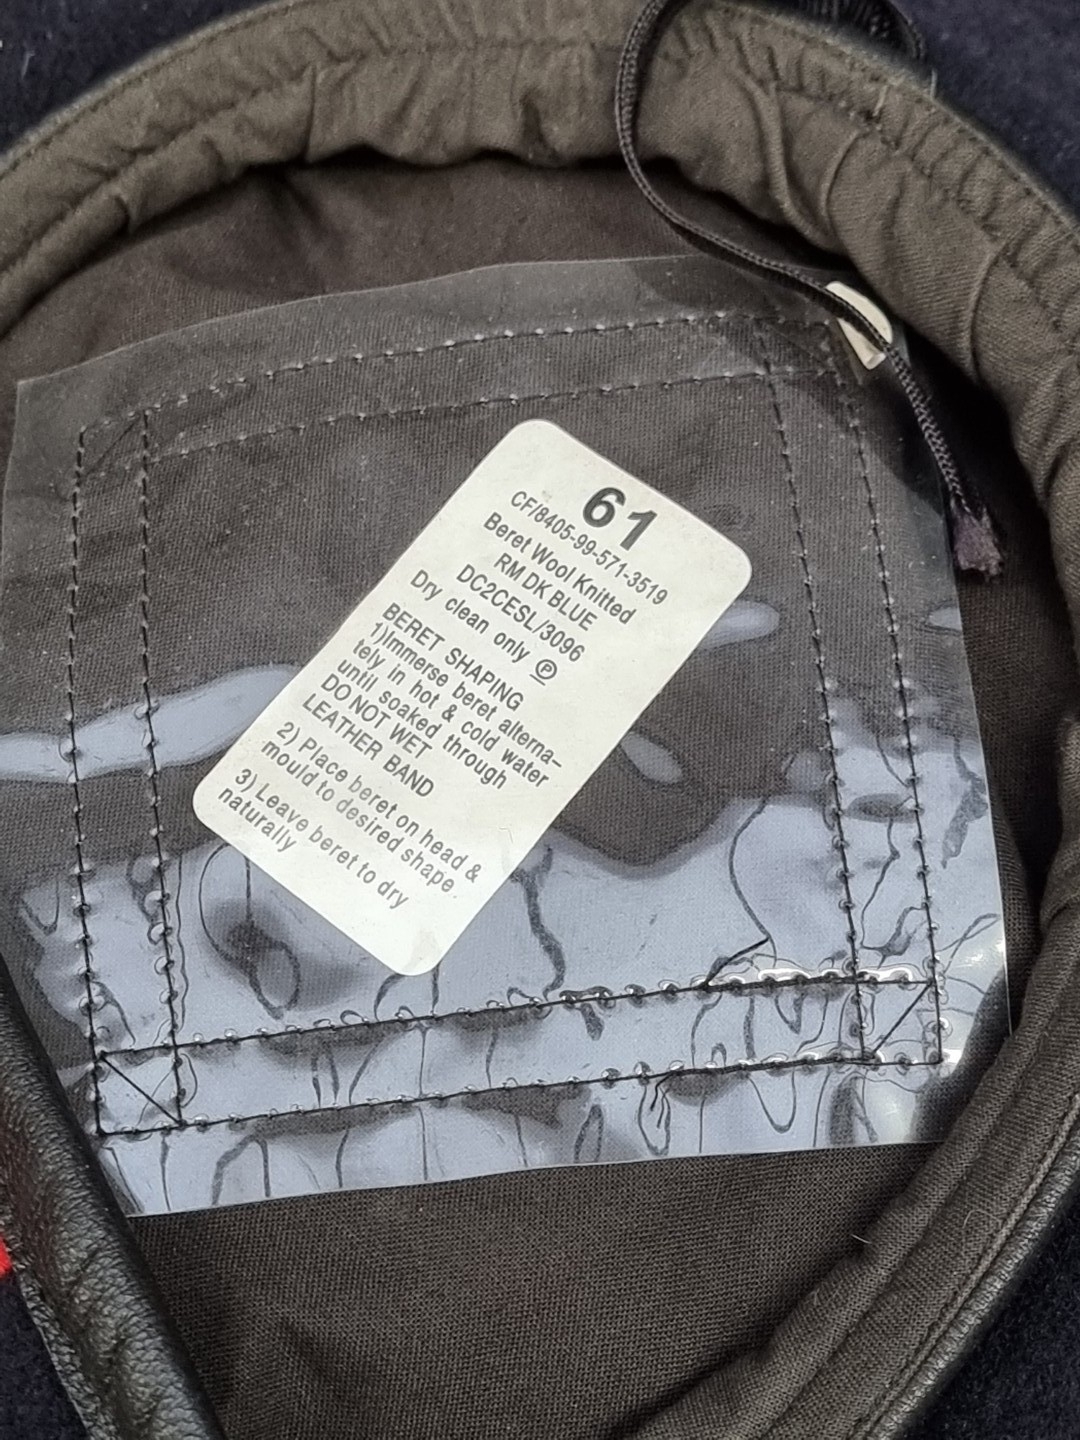 61
CF/8405-99-571-3519
Beret Wool Knitted
RM DK BLUE
DC2CESL/3096
Dry clean only Ⓟ
BERET SHAPING
1)Immerse beret alterna–
tely in hot & cold water
until soaked through
DO NOT WET
LEATHER BAND
2) Place beret on head &
mould to desired shape
3) Leave beret to dry
naturally